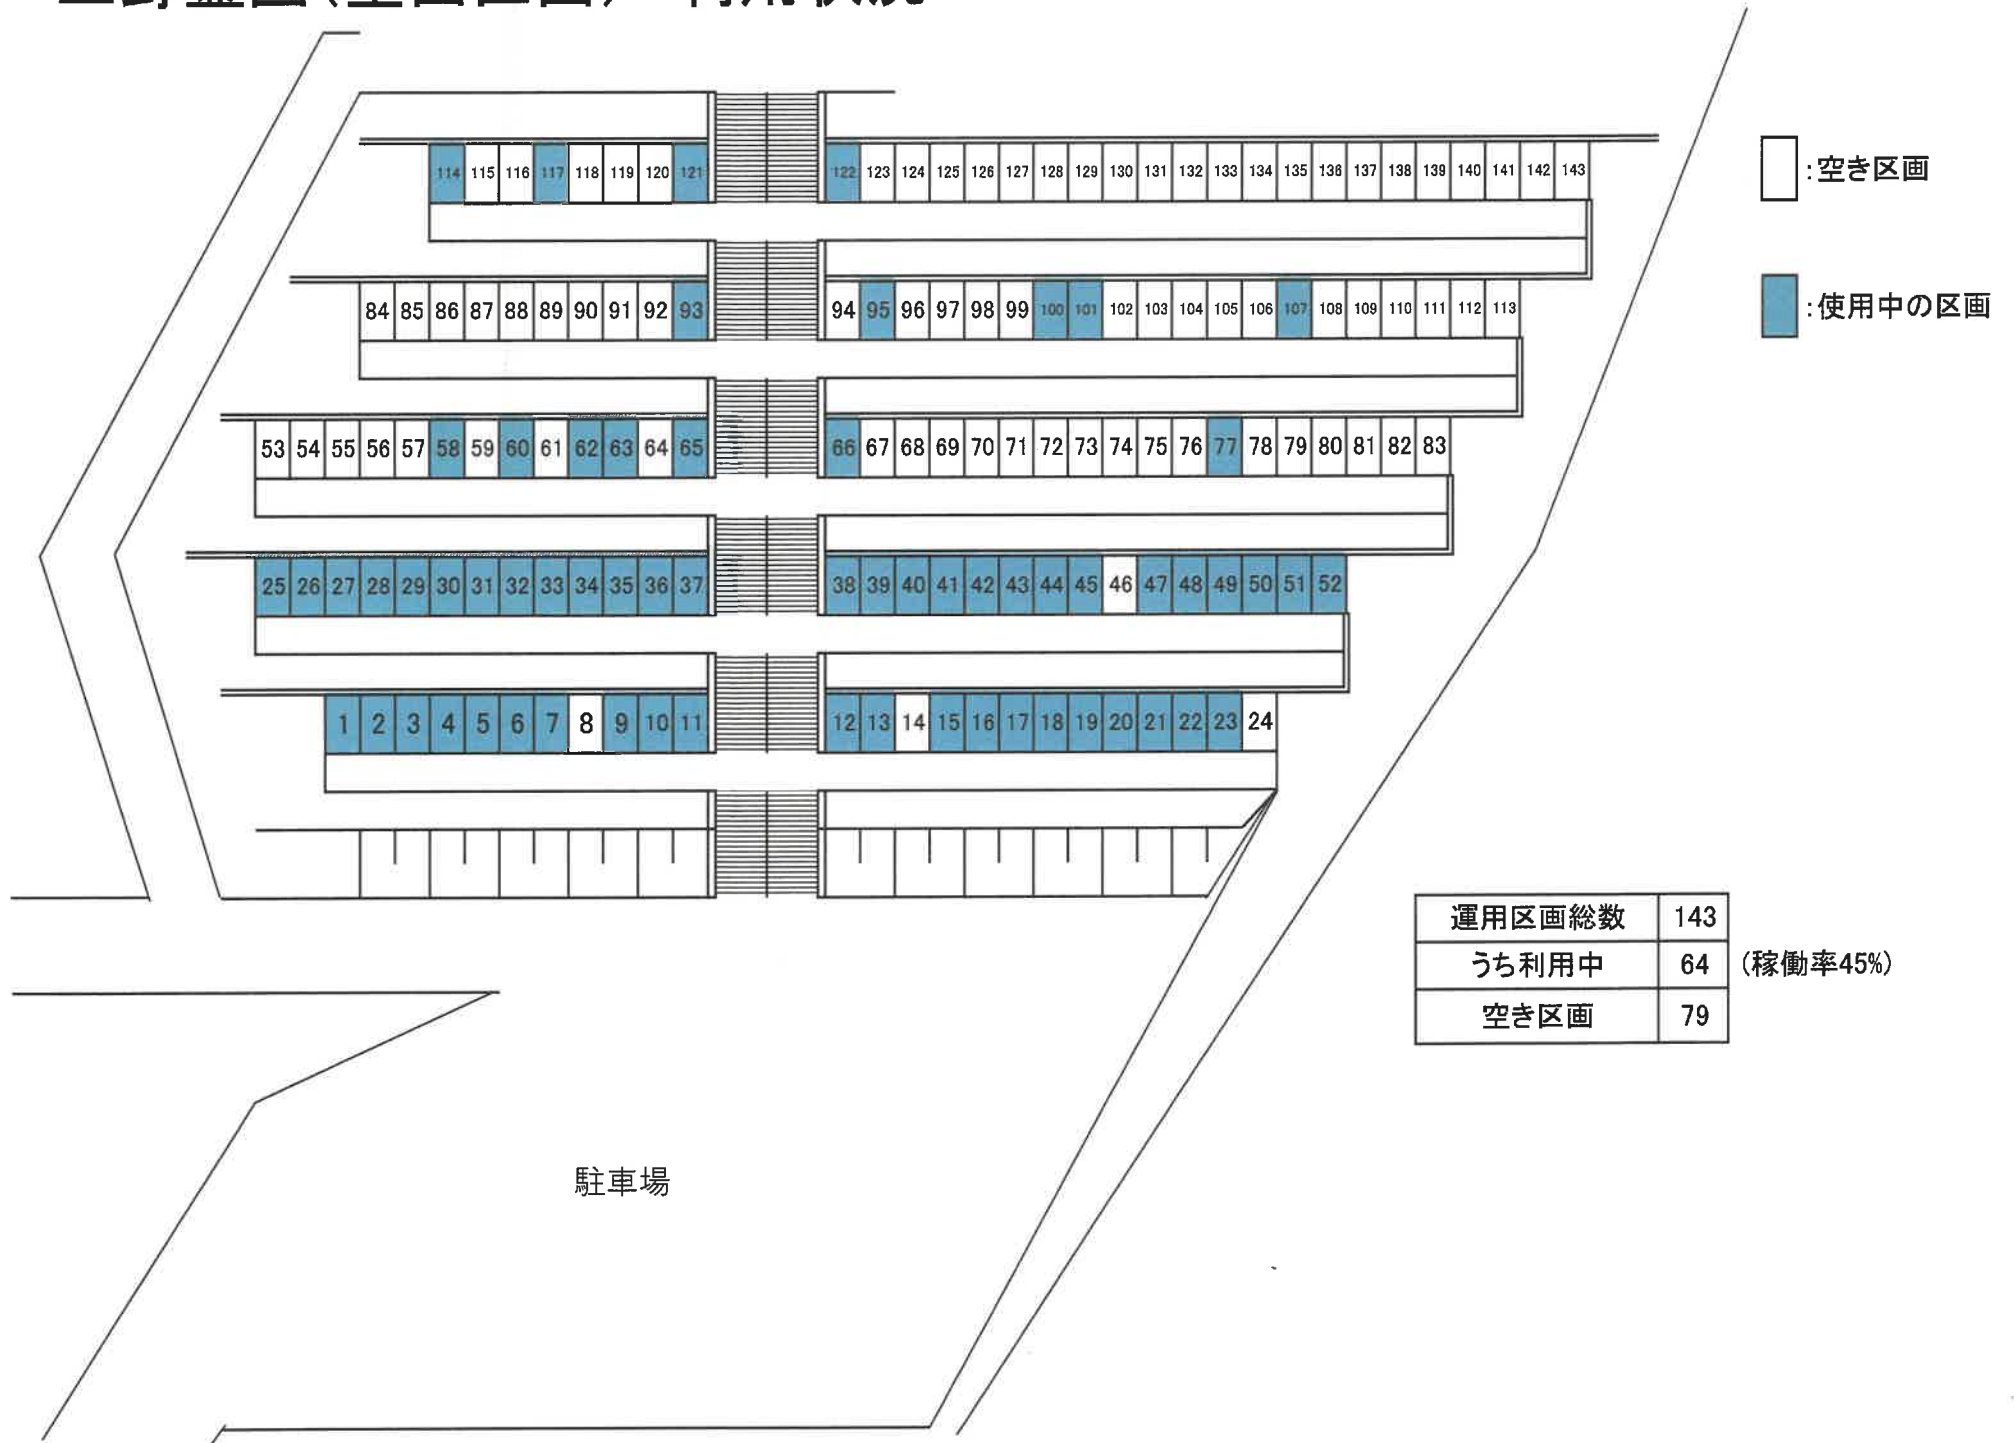 114 115 116 117 118 119 120 121 122 123 124 125 126 127 128 129 130 131 132 133 134 135 136 137 138 139 140 141 142 143
:空き区画
84 85 86 87 88 89 90 91 92 93 94 95 96 97 98 99 100 101 102 103 104 105 106 107 108 109 110 111 112 113
:使用中の区画
53 54 55 56 57 58 59 60 61 62 63 64 65 66 67 68 69 70 71 72 73 74 75 76 77 78 79 80 81 82 83
25 26 27 28 29 30 31 32 33 34 35 36 37 38 39 40 41 42 43 44 45 46 47 48 49 50 51 52
1 2 3 4 5 6 7 8 9 10 11 12 13 14 15 16 17 18 19 20 21 22 23 24
運用区画総数 143
うち利用中 64 (稼働率45%)
空き区画 79
駐車場